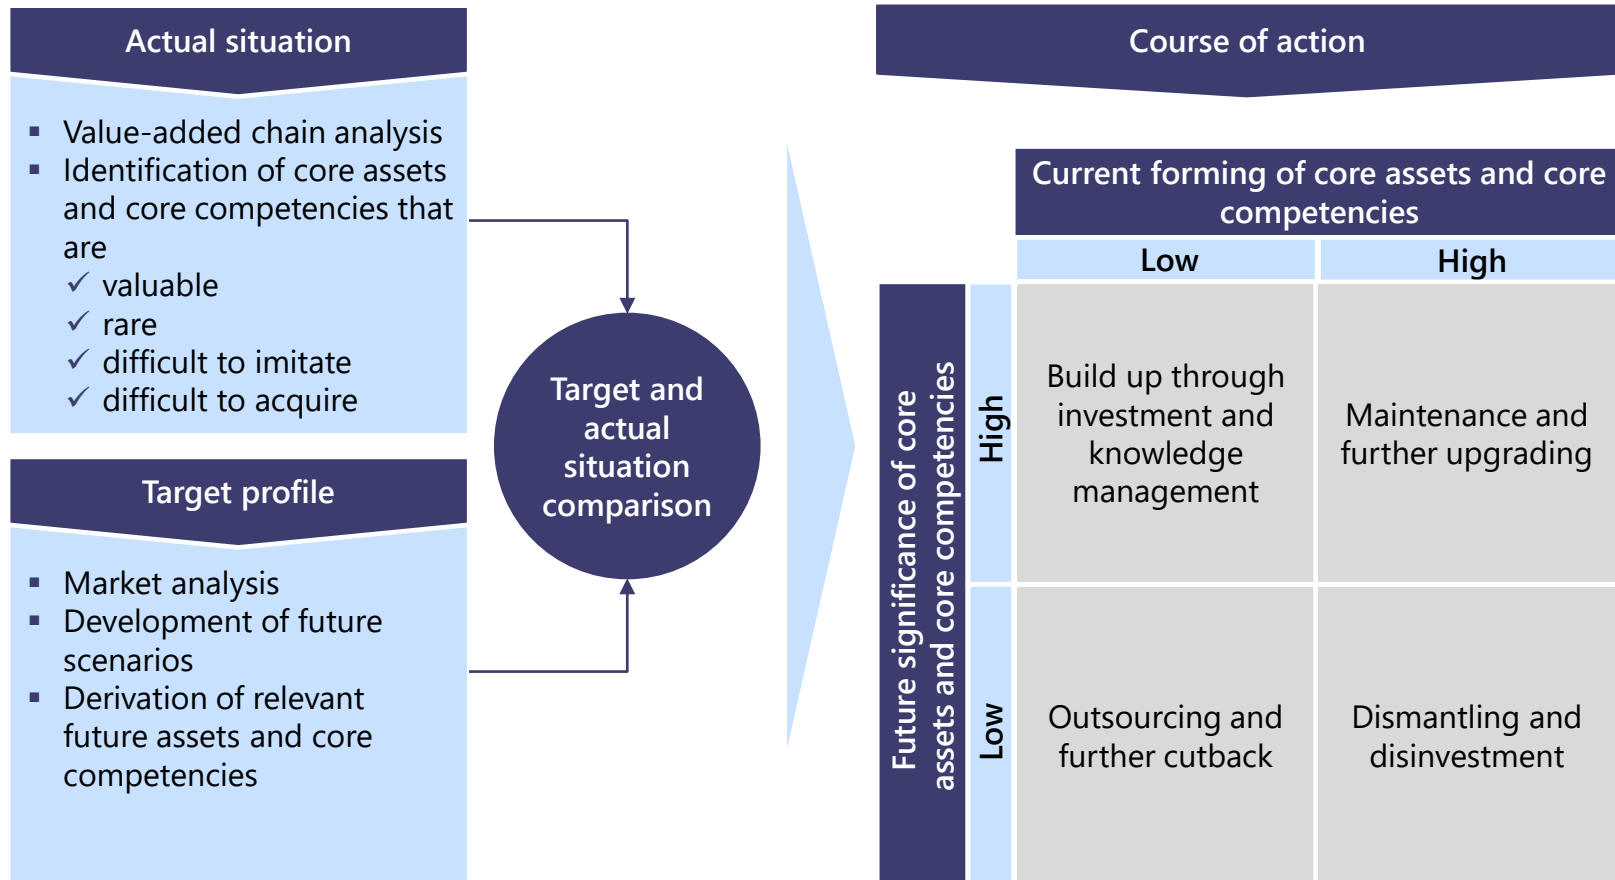 Actual situation
Value-added chain analysis
Identification of core assets
and core competencies that
are
valuable
rare
difficult to imitate
difficult to acquire
Target profile
Market analysis
Development of future
scenarios
Derivation of relevant
future assets and core
competencies
Target and
actual
situation
comparison
Course of action
Current forming of core assets and core
competencies
Low
High
Future significance of core
assets and core competencies
High
Build up through
investment and
knowledge
management
Maintenance and
further upgrading
Low
Outsourcing and
further cutback
Dismantling and
disinvestment